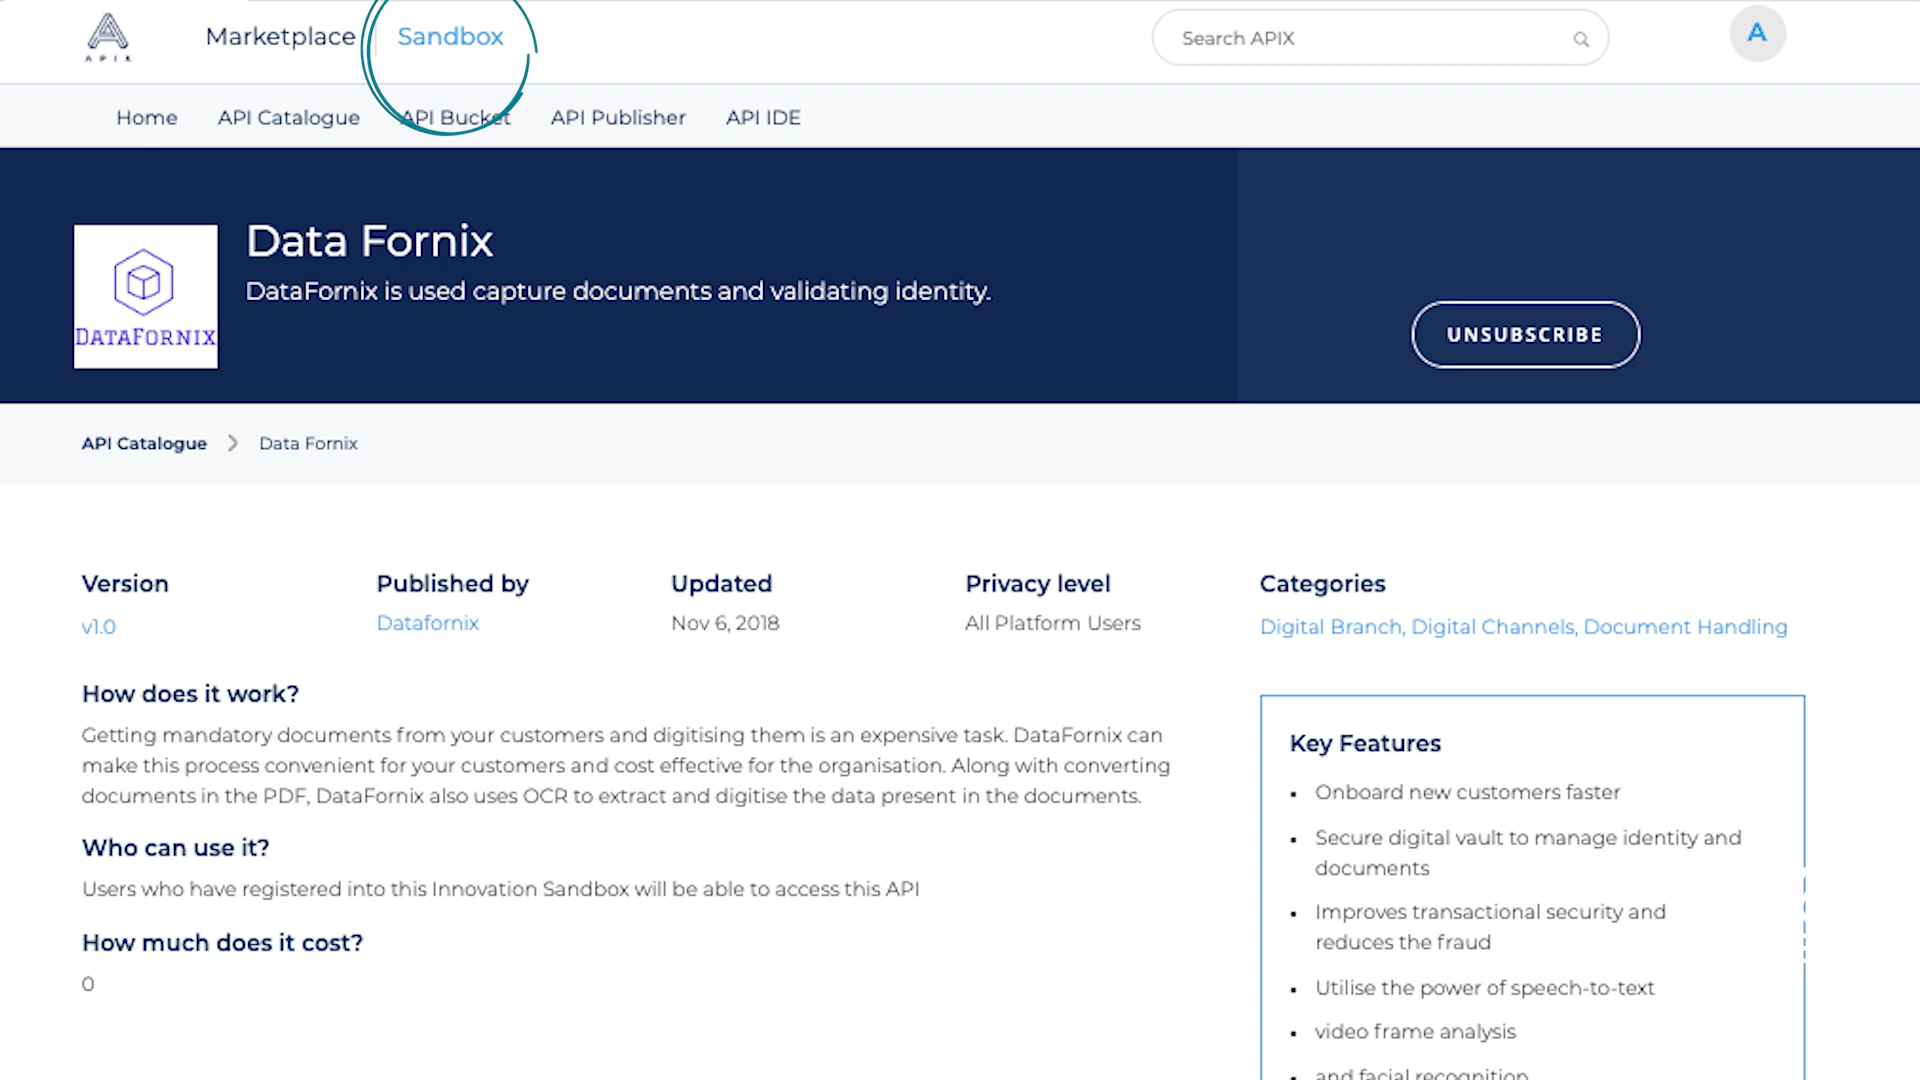 APIX
Marketplace
Sandbox
Search APIX
A
Home
API Catalogue
API Bucket
API Publisher
API IDE
DATAFORNIX
Data Fornix
DataFornix is used capture documents and validating identity.
UNSUBSCRIBE
API Catalogue
Data Fornix
Version
v1.0
Published by
Datafornix
Updated
Nov 6, 2018
Privacy level
All Platform Users
Categories
Digital Branch, Digital Channels, Document Handling
How does it work?
Getting mandatory documents from your customers and digitising them is an expensive task. DataFornix can
make this process convenient for your customers and cost effective for the organisation. Along with converting
documents in the PDF, DataFornix also uses OCR to extract and digitise the data present in the documents.
Who can use it?
Users who have registered into this Innovation Sandbox will be able to access this API
How much does it cost?
0
Key Features
Onboard new customers faster
Secure digital vault to manage identity and
documents
Improves transactional security and
reduces the fraud
Utilise the power of speech-to-text
video frame analysis
and facial recognition